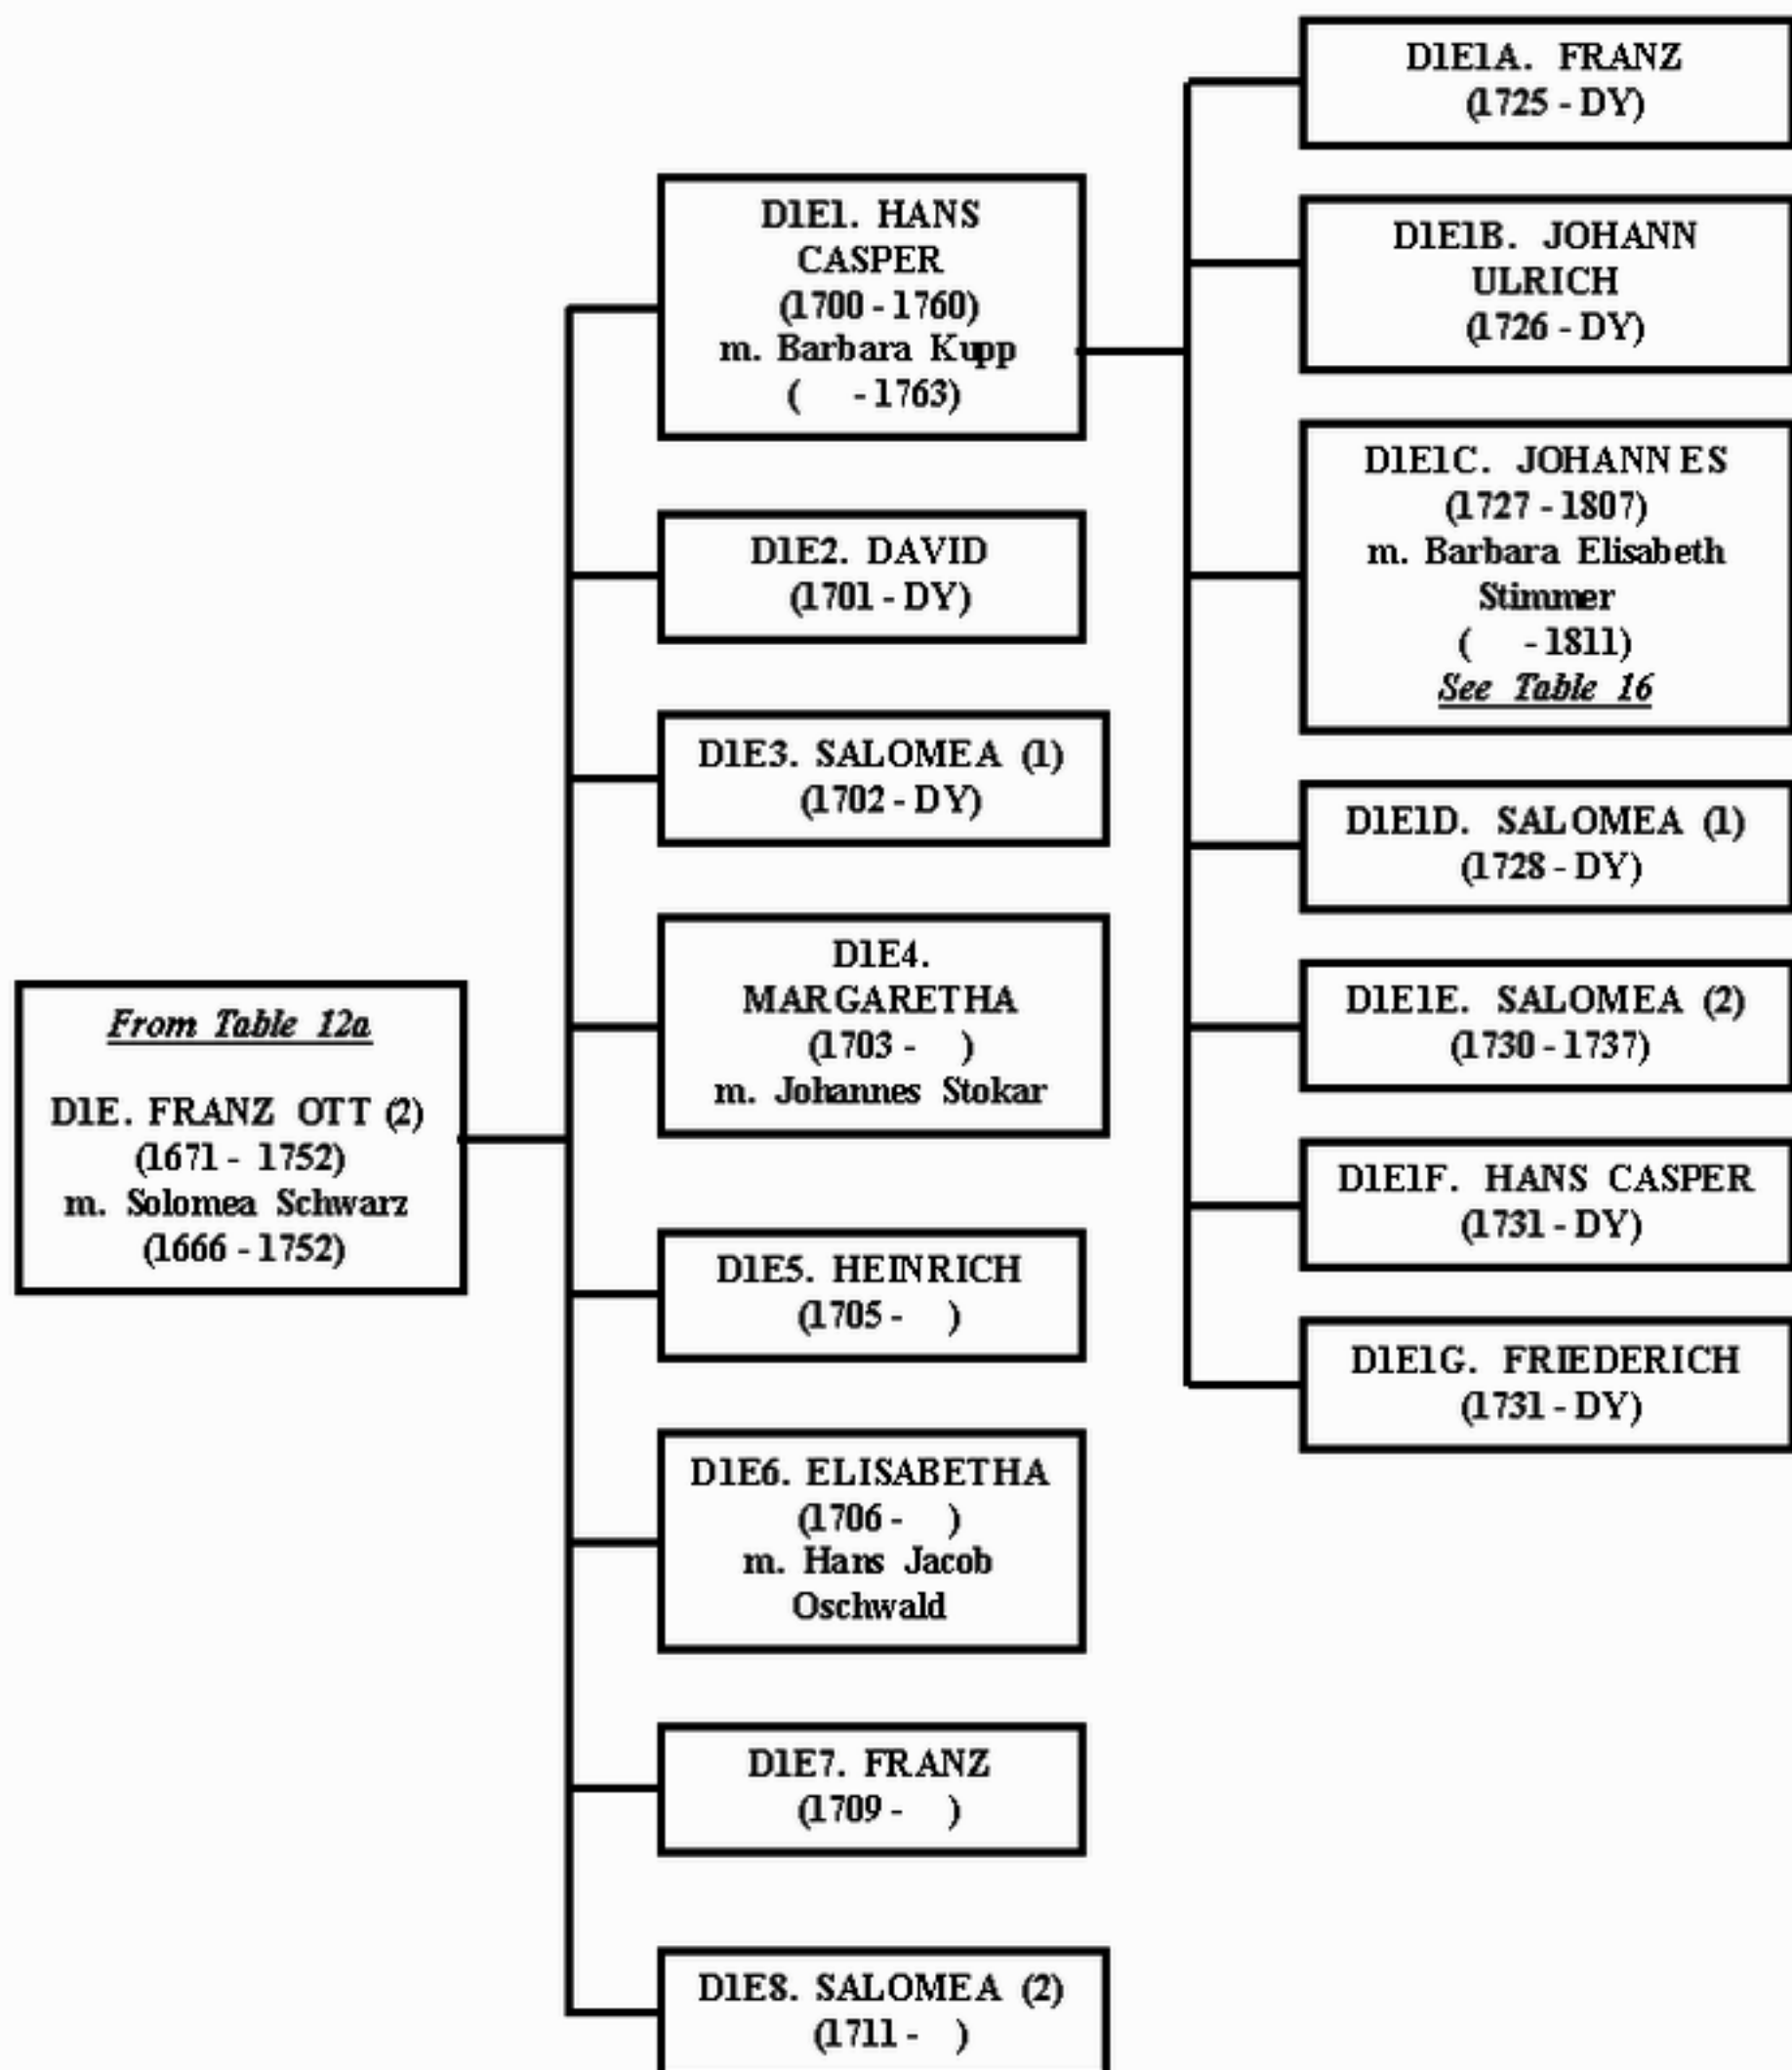 From Table 12a
D1E. FRANZ OTT (2)
(1671 - 1752)
m. Solomea Schwarz
(1666 - 1752)
D1E1. HANS
CASPER
(1700 - 1760)
m. Barbara Kupp
(    - 1763)
D1E2. DAVID
(1701 - DY)
D1E3. SALOMEA (1)
(1702 - DY)
D1E4.
MARGARETHA
(1703 -    )
m. Johannes Stokar
D1E5. HEINRICH
(1705 -    )
D1E6. ELISABETHA
(1706 -    )
m. Hans Jacob
Oschwald
D1E7. FRANZ
(1709 -    )
D1E8. SALOMEA (2)
(1711 -    )
D1E1A. FRANZ
(1725 - DY)
D1E1B. JOHANN
ULRICH
(1726 - DY)
D1E1C. JOHANNES
(1727 - 1807)
m. Barbara Elisabeth
Stimmer
(    - 1811)
See Table 16
D1E1D. SALOMEA (1)
(1728 - DY)
D1E1E. SALOMEA (2)
(1730 - 1737)
D1E1F. HANS CASPER
(1731 - DY)
D1E1G. FRIEDERICH
(1731 - DY)